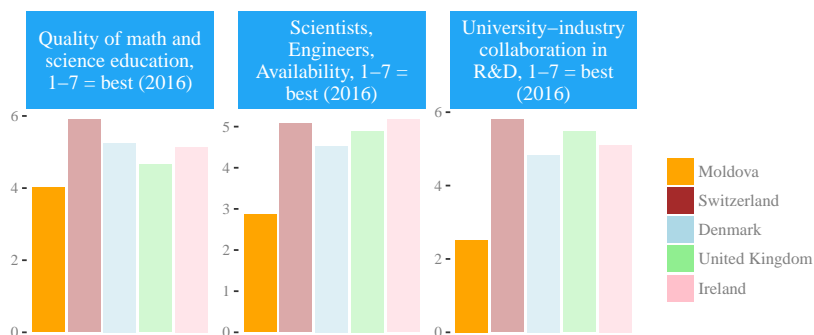 Quality of math and
science education,
1–7 = best (2016)
6
4
2
0
Scientists,
Engineers,
Availability, 1–7 =
best (2016)
5
4
3
2
1
0
University–industry
collaboration in
R&D, 1–7 = best
(2016)
6
4
2
0
Moldova
Switzerland
Denmark
United Kingdom
Ireland